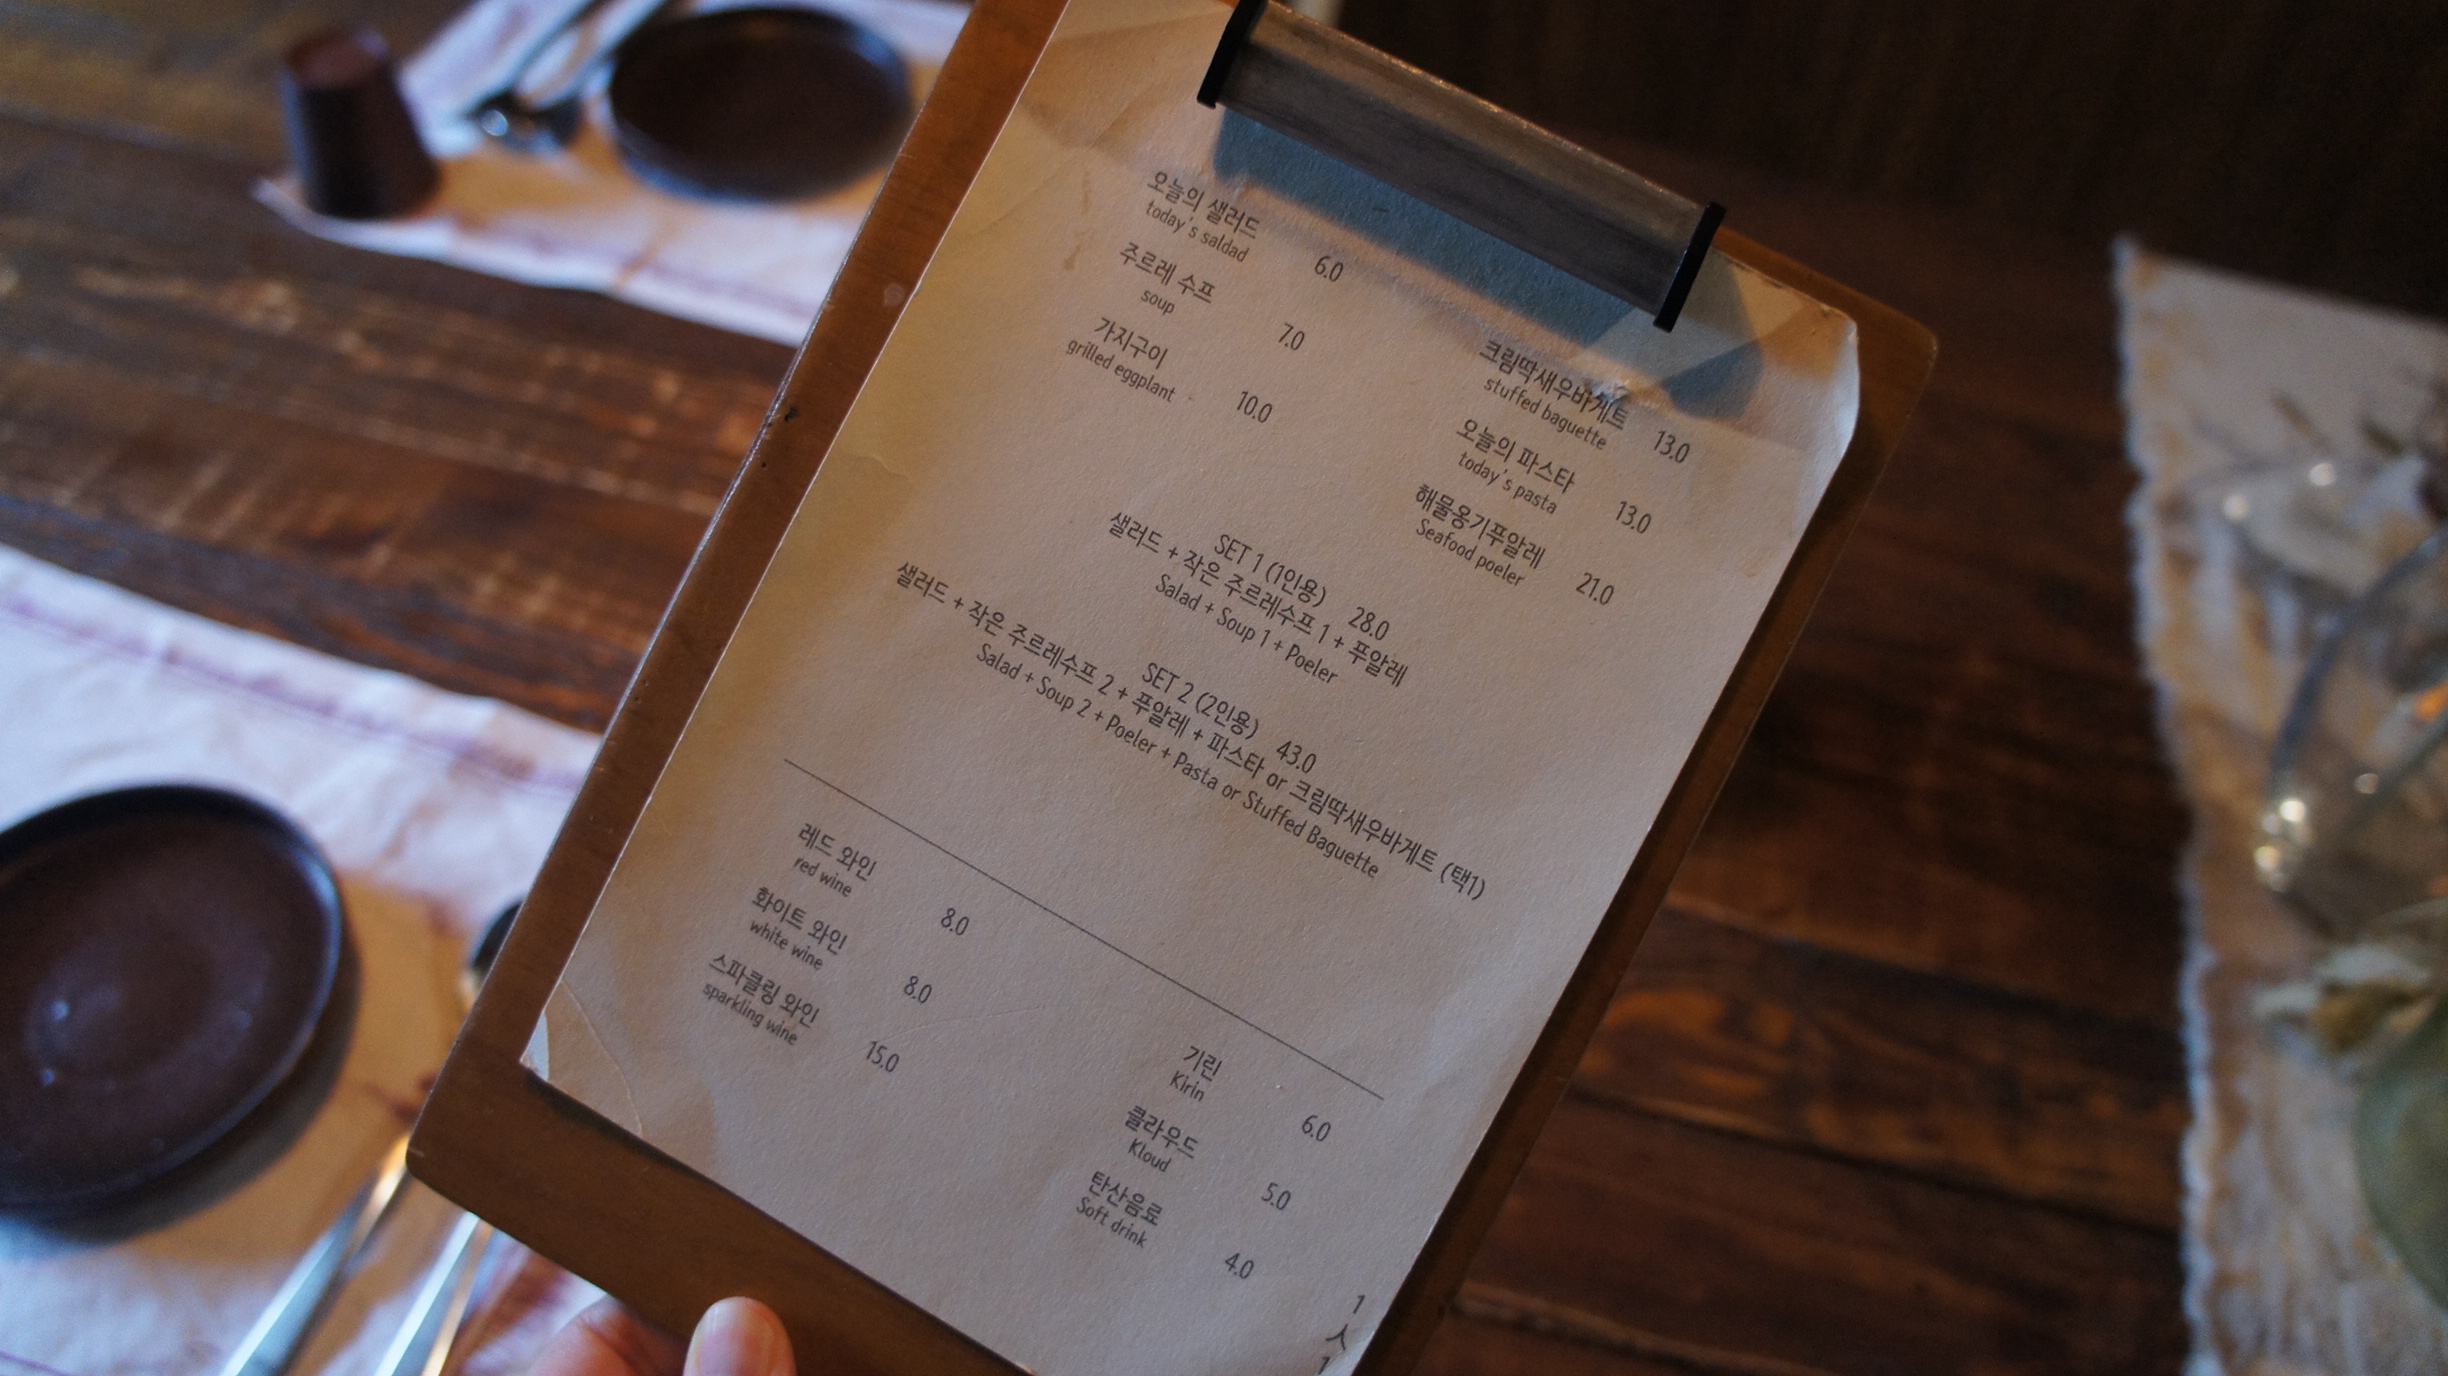 오늘의 샐러드
today's saldad
6.0
주르레 수프
soup
7.0
가지구이
grilled eggplant
10.0
크림딱새우바게트
stuffed baguette
13.0
오늘의 파스타
today's pasta
13.0
해물옹기푸알레
Seafood poeler
21.0
SET 1 (1인용) 28.0
샐러드 + 작은 주르레수프 1 + 푸알레
Salad + Soup 1 + Poeler
SET 2 (2인용) 43.0
샐러드 + 작은 주르레수프 2 + 푸알레 + 파스타 or 크림딱새우바게트 (택1)
Salad + Soup 2 + Poeler + Pasta or Stuffed Baguette
레드 와인
red wine
8.0
화이트 와인
white wine
8.0
스파클링 와인
sparkling wine
15.0
기린
Kirin
6.0
클라우드
Kloud
5.0
탄산음료
Soft drink
4.0